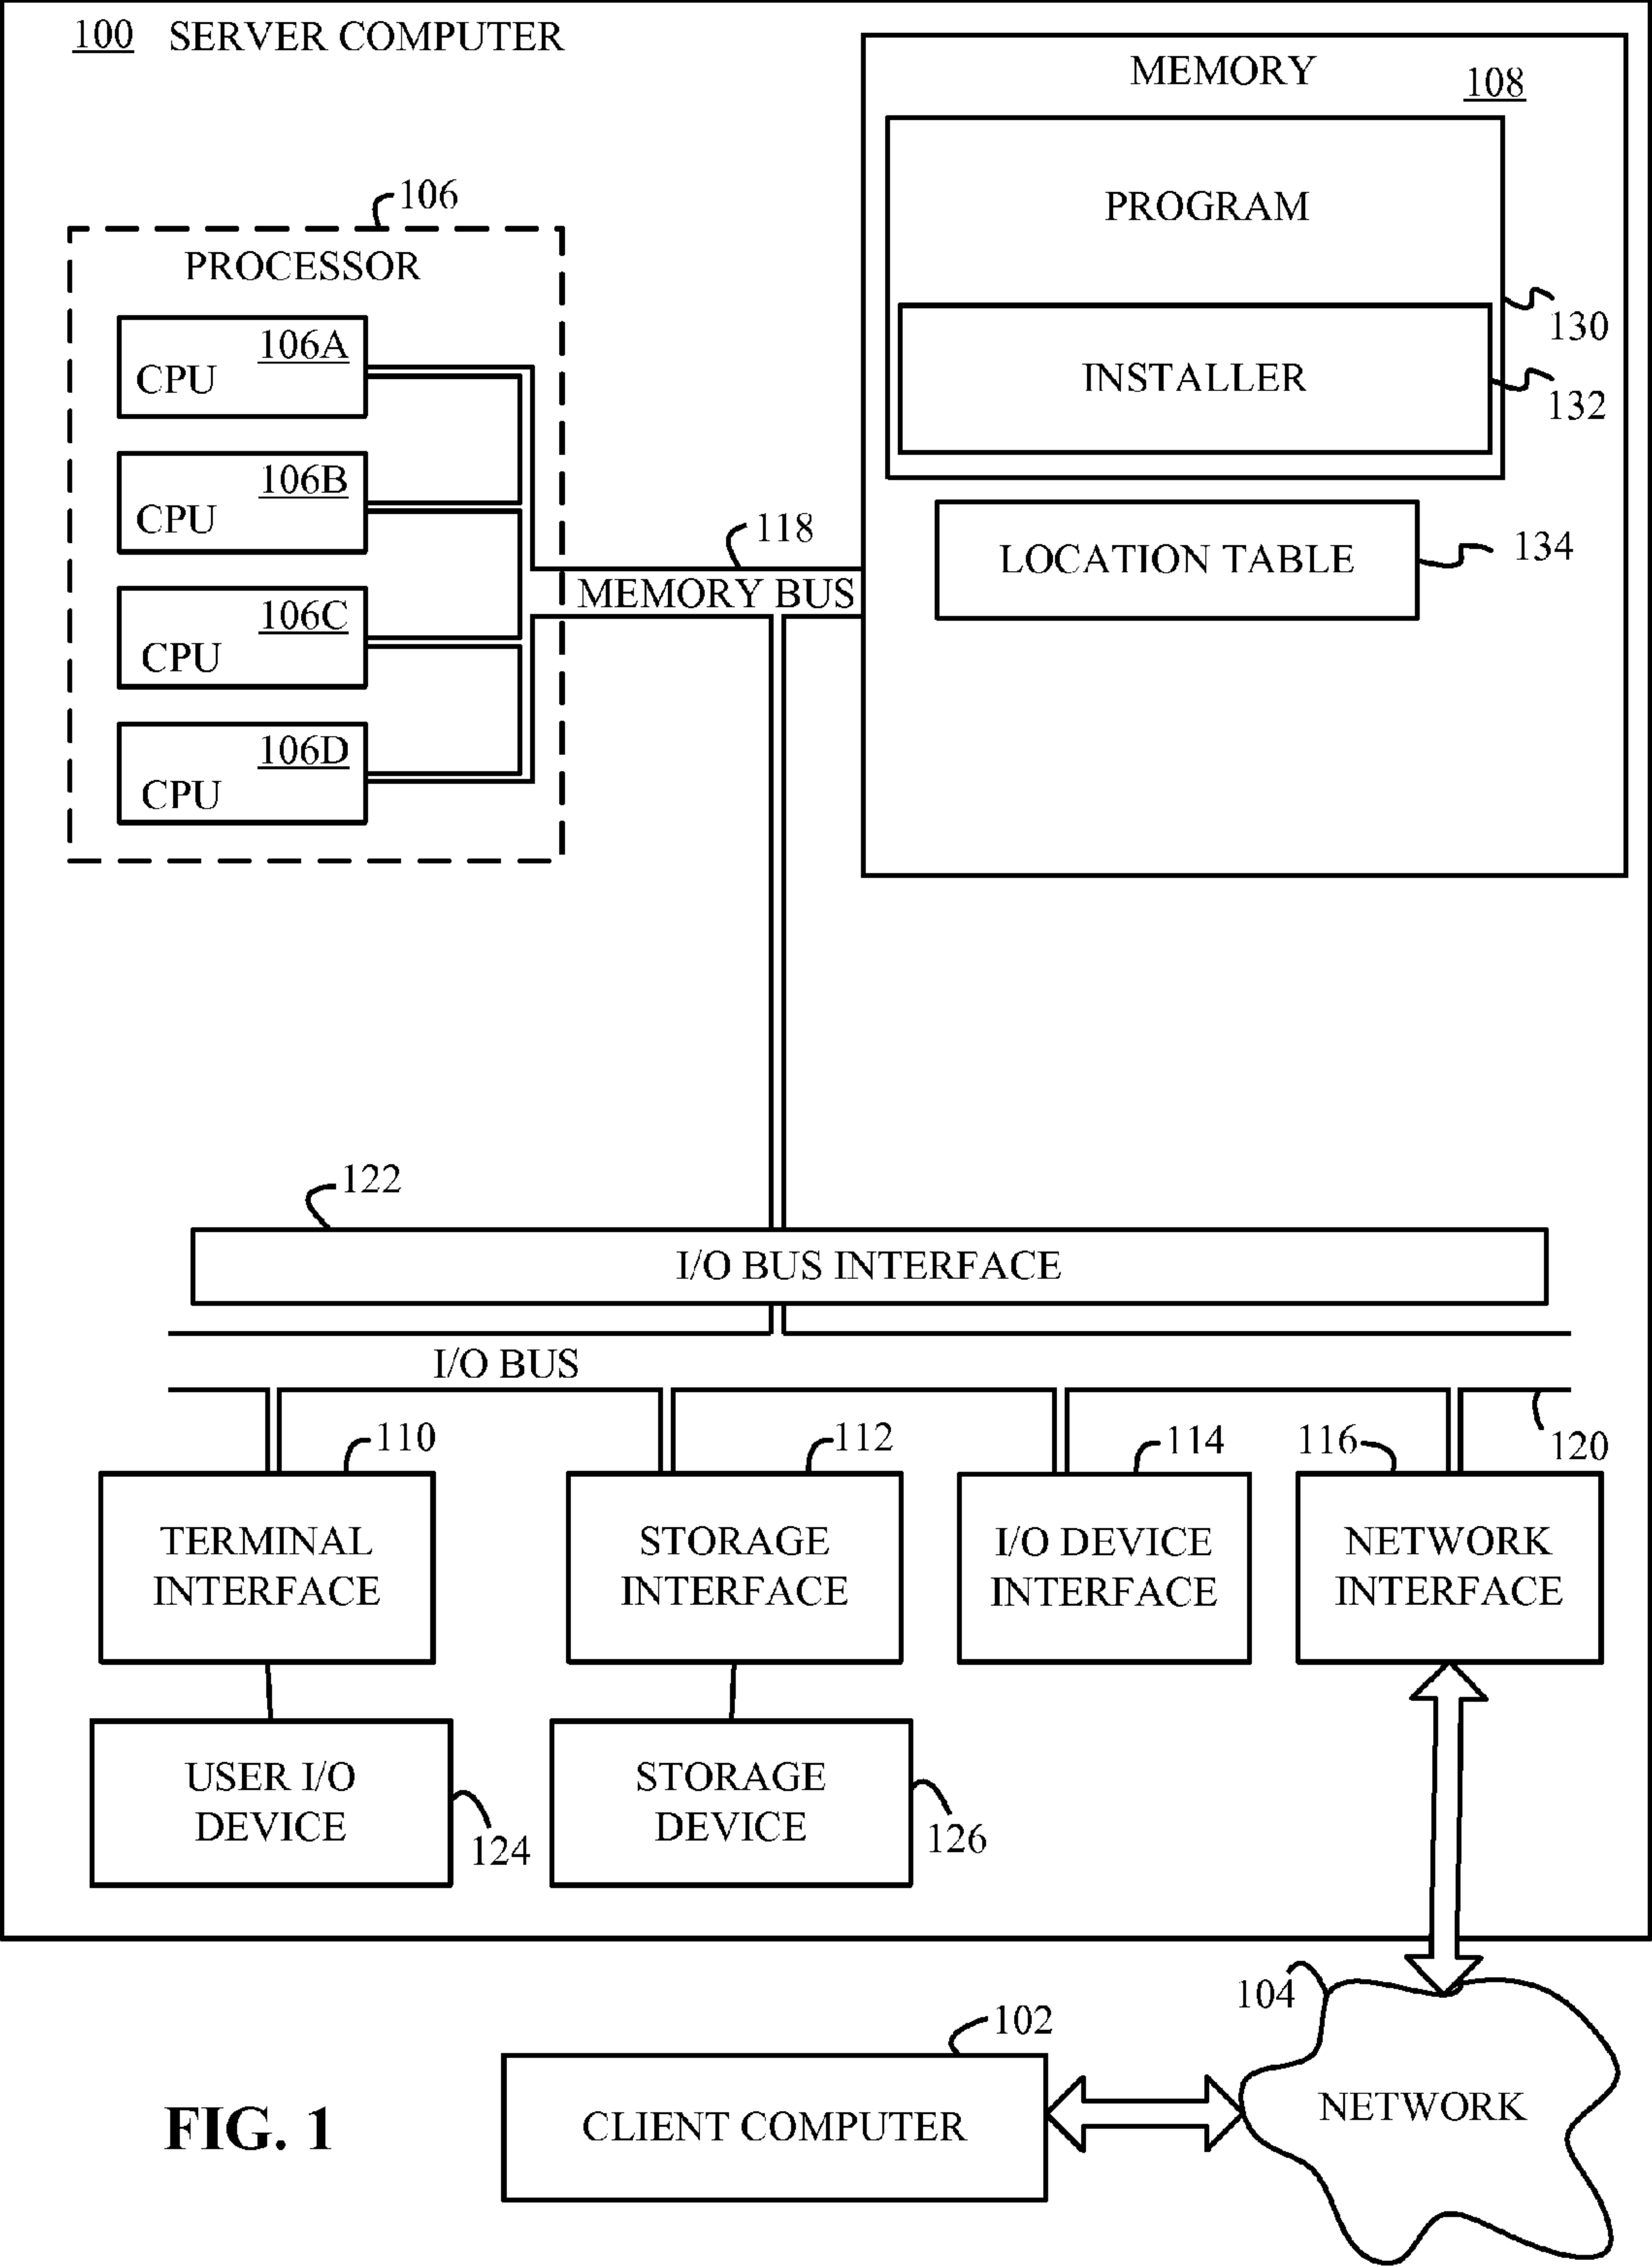 100 SERVER COMPUTER
MEMORY
108
PROGRAM
130
INSTALLER
132
LOCATION TABLE
134
106
PROCESSOR
106A
CPU
106B
CPU
106C
CPU
106D
CPU
118
MEMORY BUS
122
I/O BUS INTERFACE
I/O BUS
120
110
112
114
116
TERMINAL
INTERFACE
STORAGE
INTERFACE
I/O DEVICE
INTERFACE
NETWORK
INTERFACE
USER I/O
DEVICE
124
STORAGE
DEVICE
126
104
NETWORK
102
CLIENT COMPUTER
FIG. 1